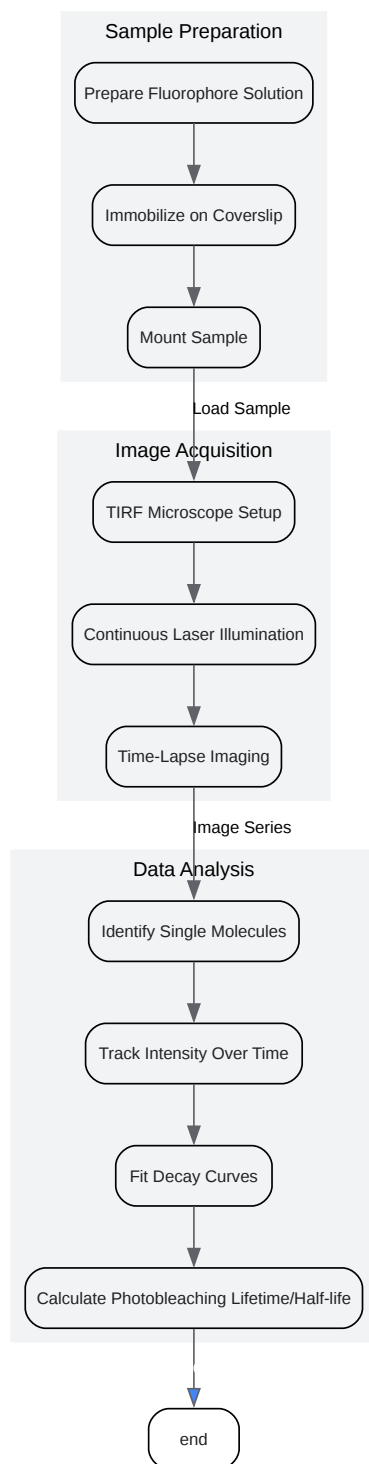 Sample Preparation
Prepare Fluorophore Solution
Immobilize on Coverslip
Mount Sample
Load Sample
Image Acquisition
TIRF Microscope Setup
Continuous Laser Illumination
Time-Lapse Imaging
Image Series
Data Analysis
Identify Single Molecules
Track Intensity Over Time
Fit Decay Curves
Calculate Photobleaching Lifetime/Half-life
end